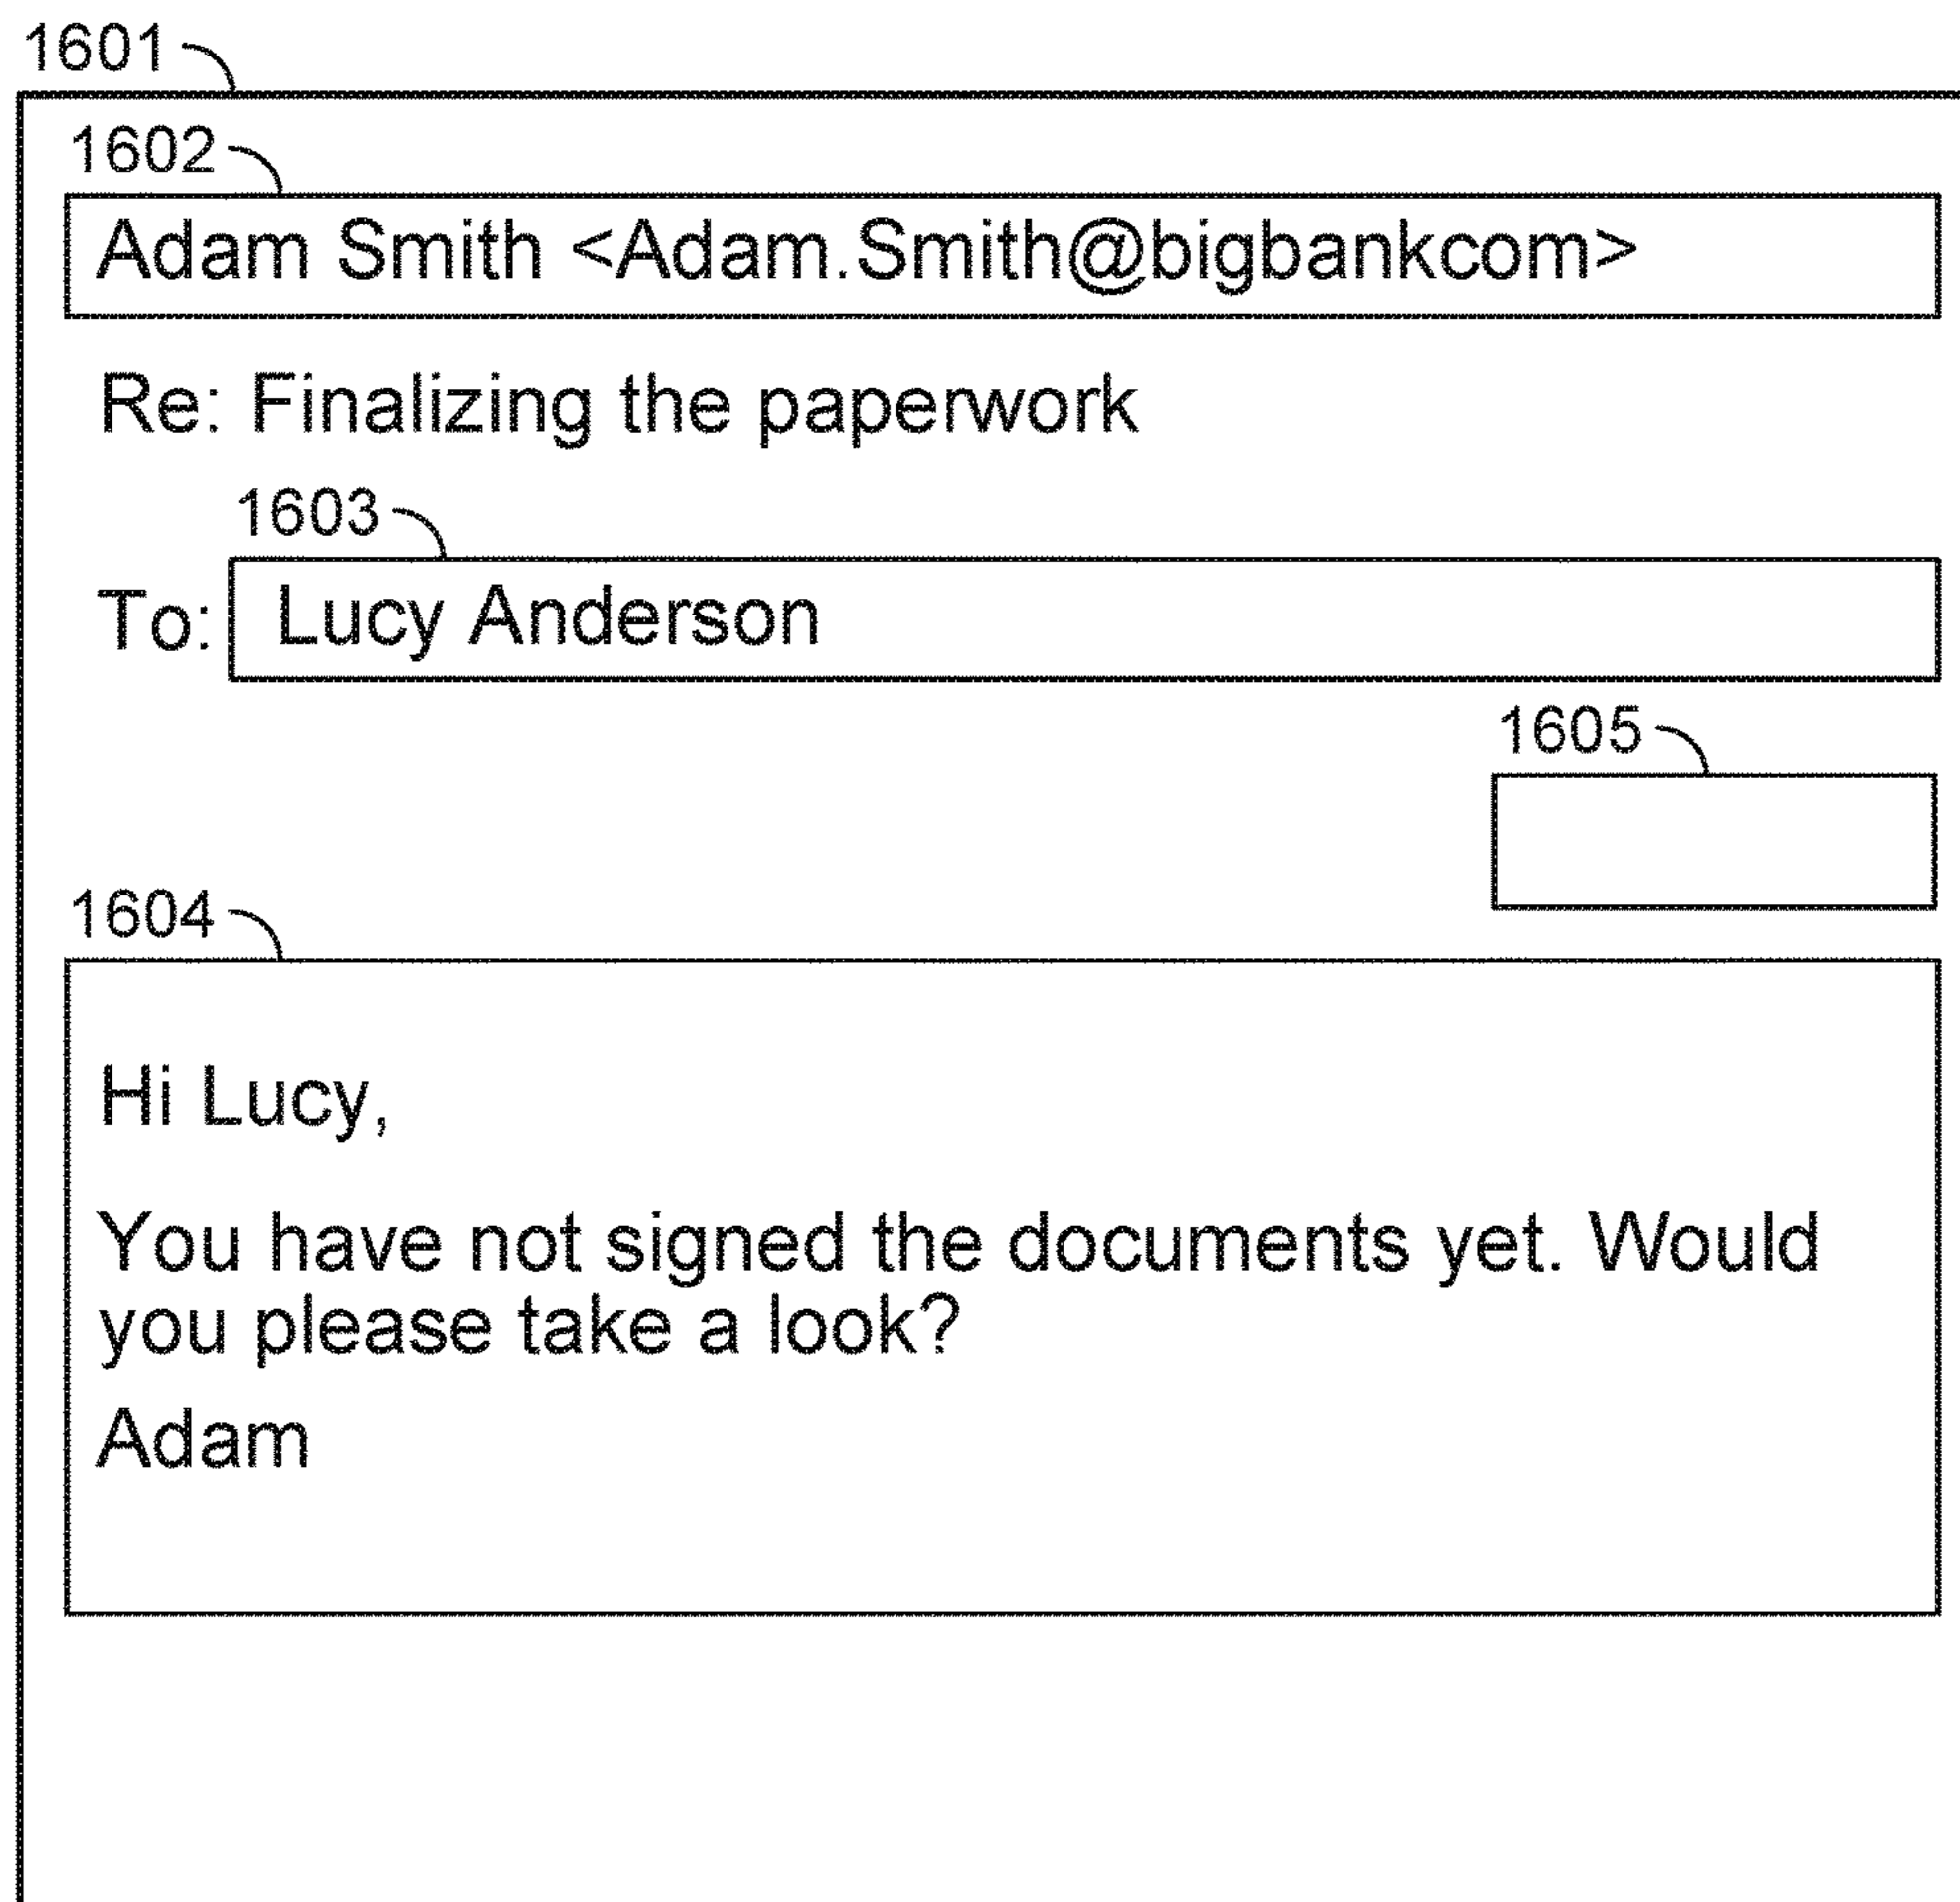 1601
1602
Adam Smith <Adam.Smith@bigbankcom>
Re: Finalizing the paperwork
1603
To: Lucy Anderson
1605
1604
Hi Lucy,
You have not signed the documents yet. Would
you please take a look?
Adam